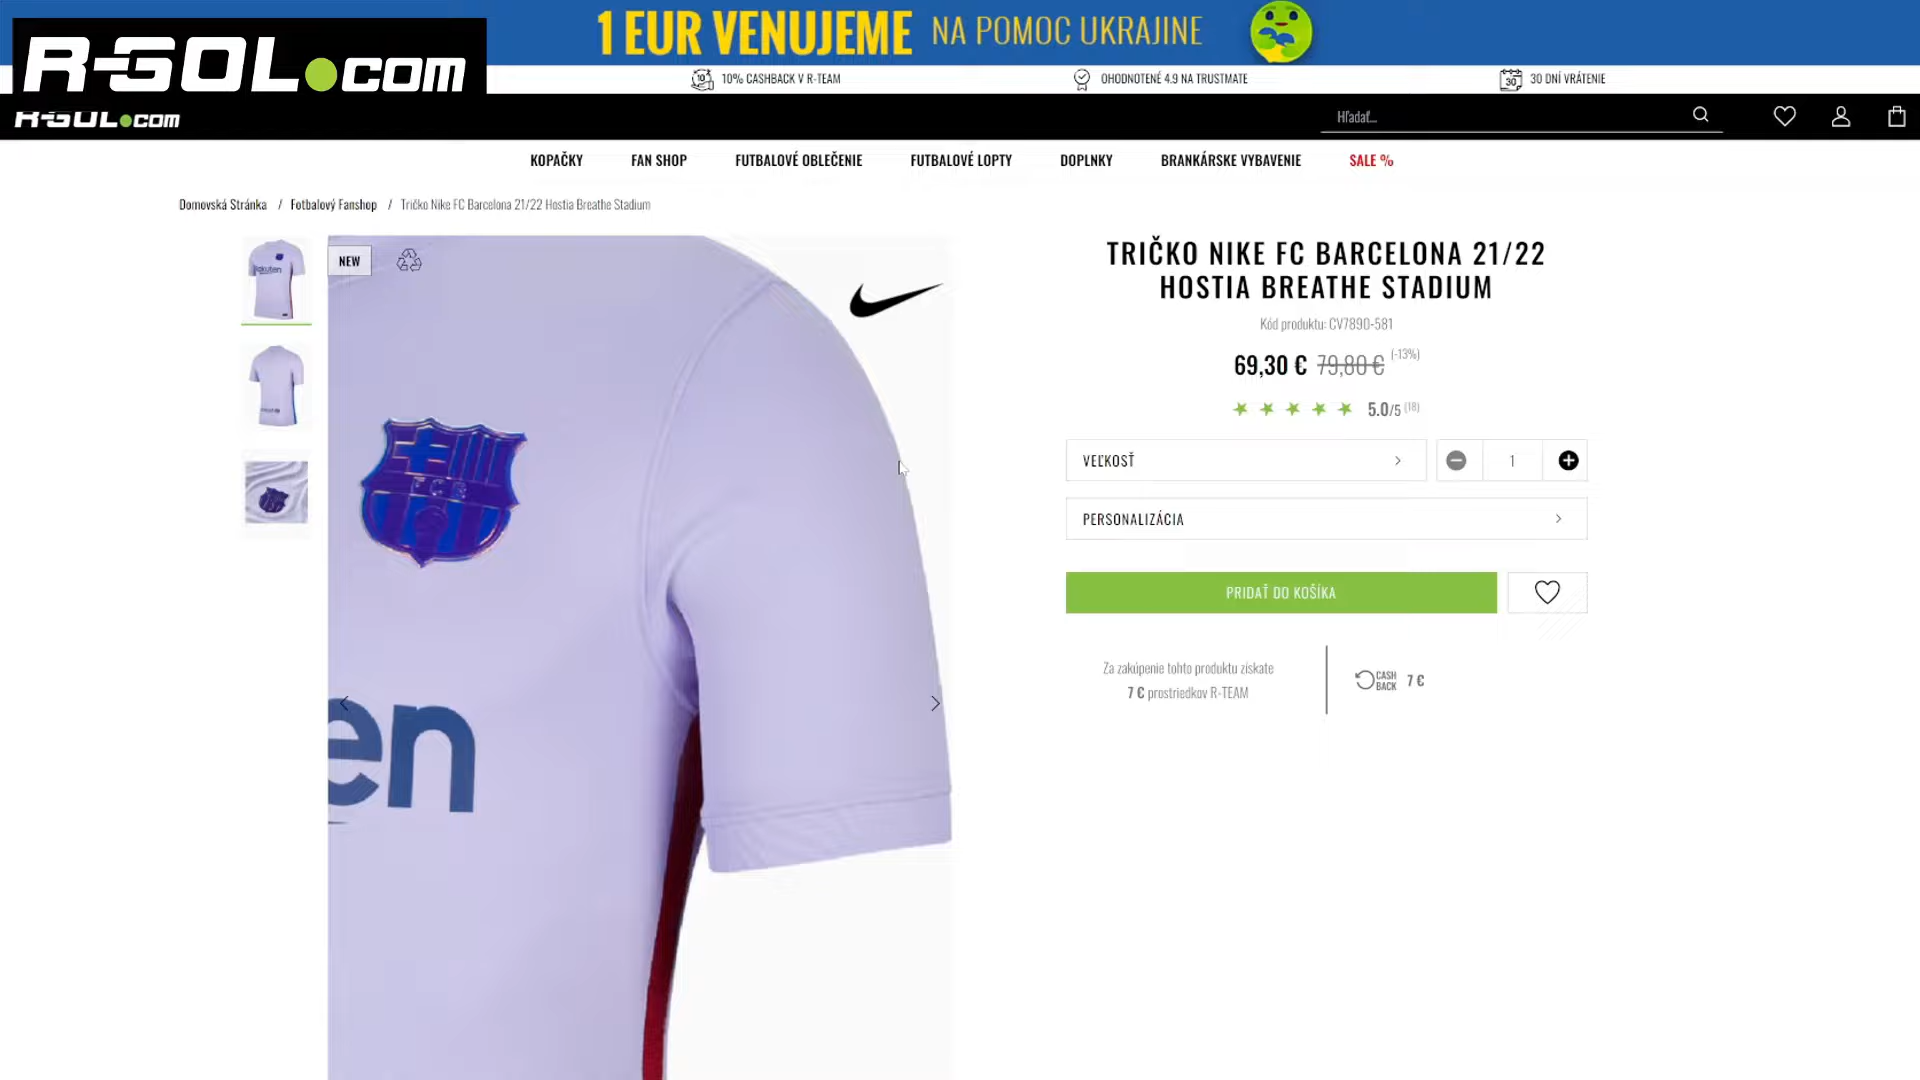 1 EUR VENUJEME NA POMOC UKRAJINE
R-GOL.com
10% CASHBACK V R-TEAM
OHODNOTENÉ 4.9 NA TRUSTMATE
30 DNÍ VRÁTENIE
R-GOL.com
Hľadať...
KOPAČKY FAN SHOP FUTBALOVÉ OBLEČENIE FUTBALOVÉ LOPTY DOPLNKY BRANKÁRSKE VYBAVENIE SALE %
Domovská Stránka / Fotbalový Fanshop / Tričko Nike FC Barcelona 21/22 Hostia Breathe Stadium
NEW
FCB
en
TRIČKO NIKE FC BARCELONA 21/22
HOSTIA BREATHE STADIUM
Kód produktu: CV7890-581
69,30 € 79,80 € (-13%)
5.0/5 (18)
VEĽKOSŤ 1
PERSONALIZÁCIA
PRIDAŤ DO KOŠÍKA
Za zakúpenie tohto produktu získate
7 € prostriedkov R-TEAM
CASH BACK 7 €